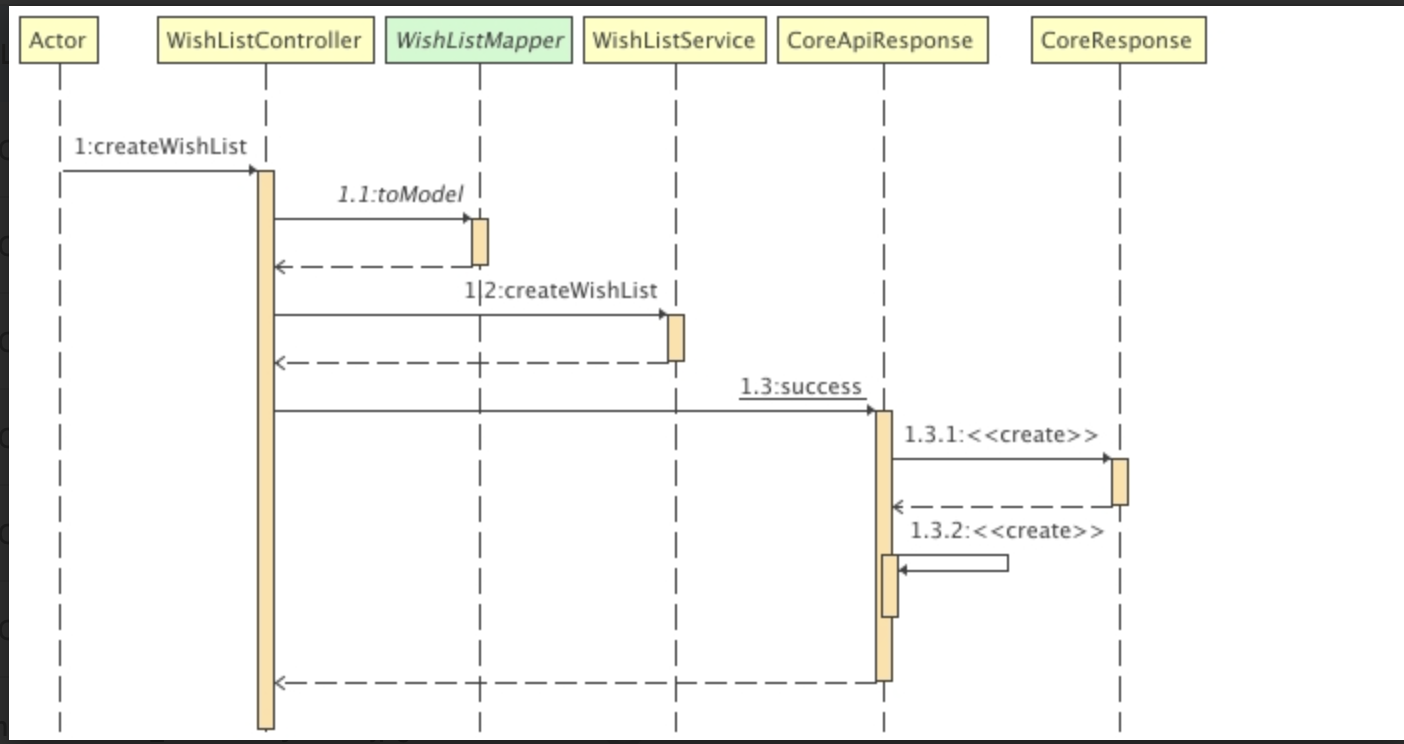 Actor
WishListController
WishListMapper
WishListService
CoreApiResponse
CoreResponse
1:createWishList
1.1:toModel
1.2:createWishList
1.3:success
1.3.1:<<create>>
1.3.2:<<create>>